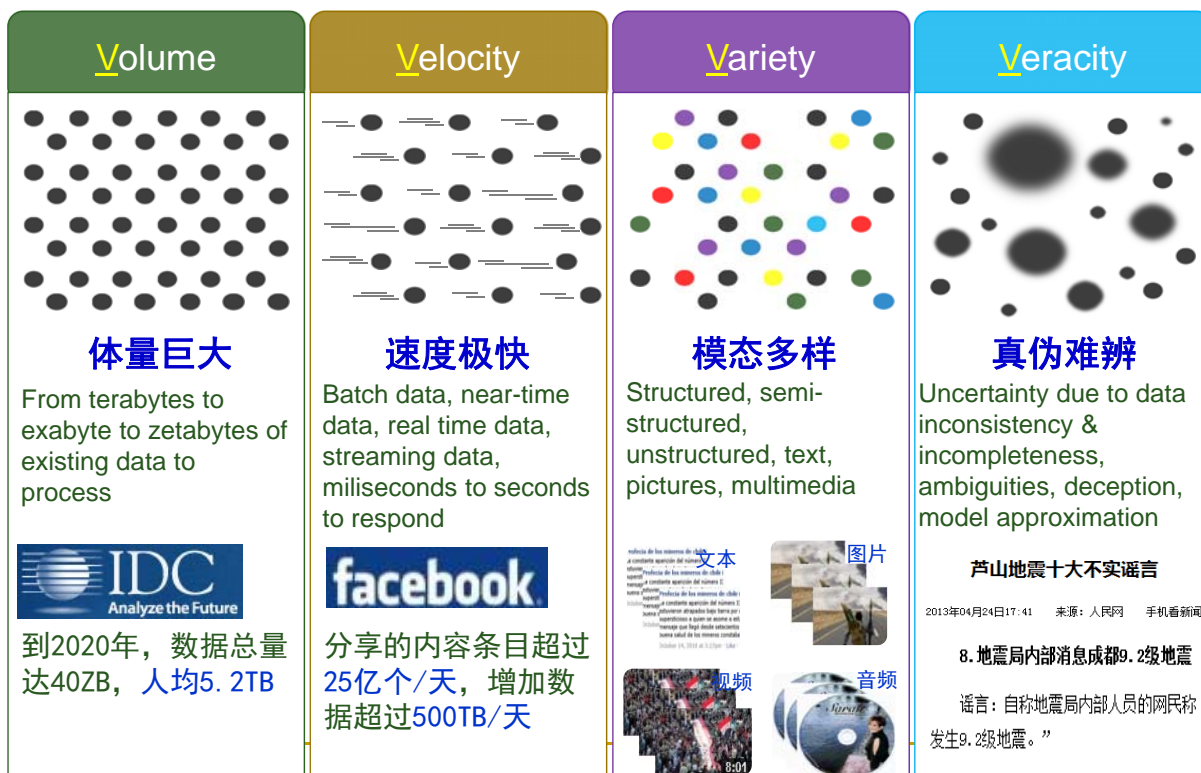 Volume
体量巨大
From terabytes to
exabyte to zetabytes of
existing data to
process
IDC
Analyze the Future
到2020年，数据总量
达40ZB，人均5.2TB
Velocity
速度极快
Batch data, near-time
data, real time data,
streaming data,
miliseconds to seconds
to respond
facebook
分享的内容条目超过
25亿个/天，增加数
据超过500TB/天
Variety
模态多样
Structured, semi-
structured,
unstructured, text,
pictures, multimedia
文本
图片
视频
8:01
音频
Veracity
真伪难辨
Uncertainty due to data
inconsistency &
incompleteness,
ambiguities, deception,
model approximation
芦山地震十大不实谣言
2013年04月24日17:41 来源：人民网 手机看新闻
8.地震局内部消息成都9.2级地震
谣言：自称地震局内部人员的网民称
发生9.2级地震。”